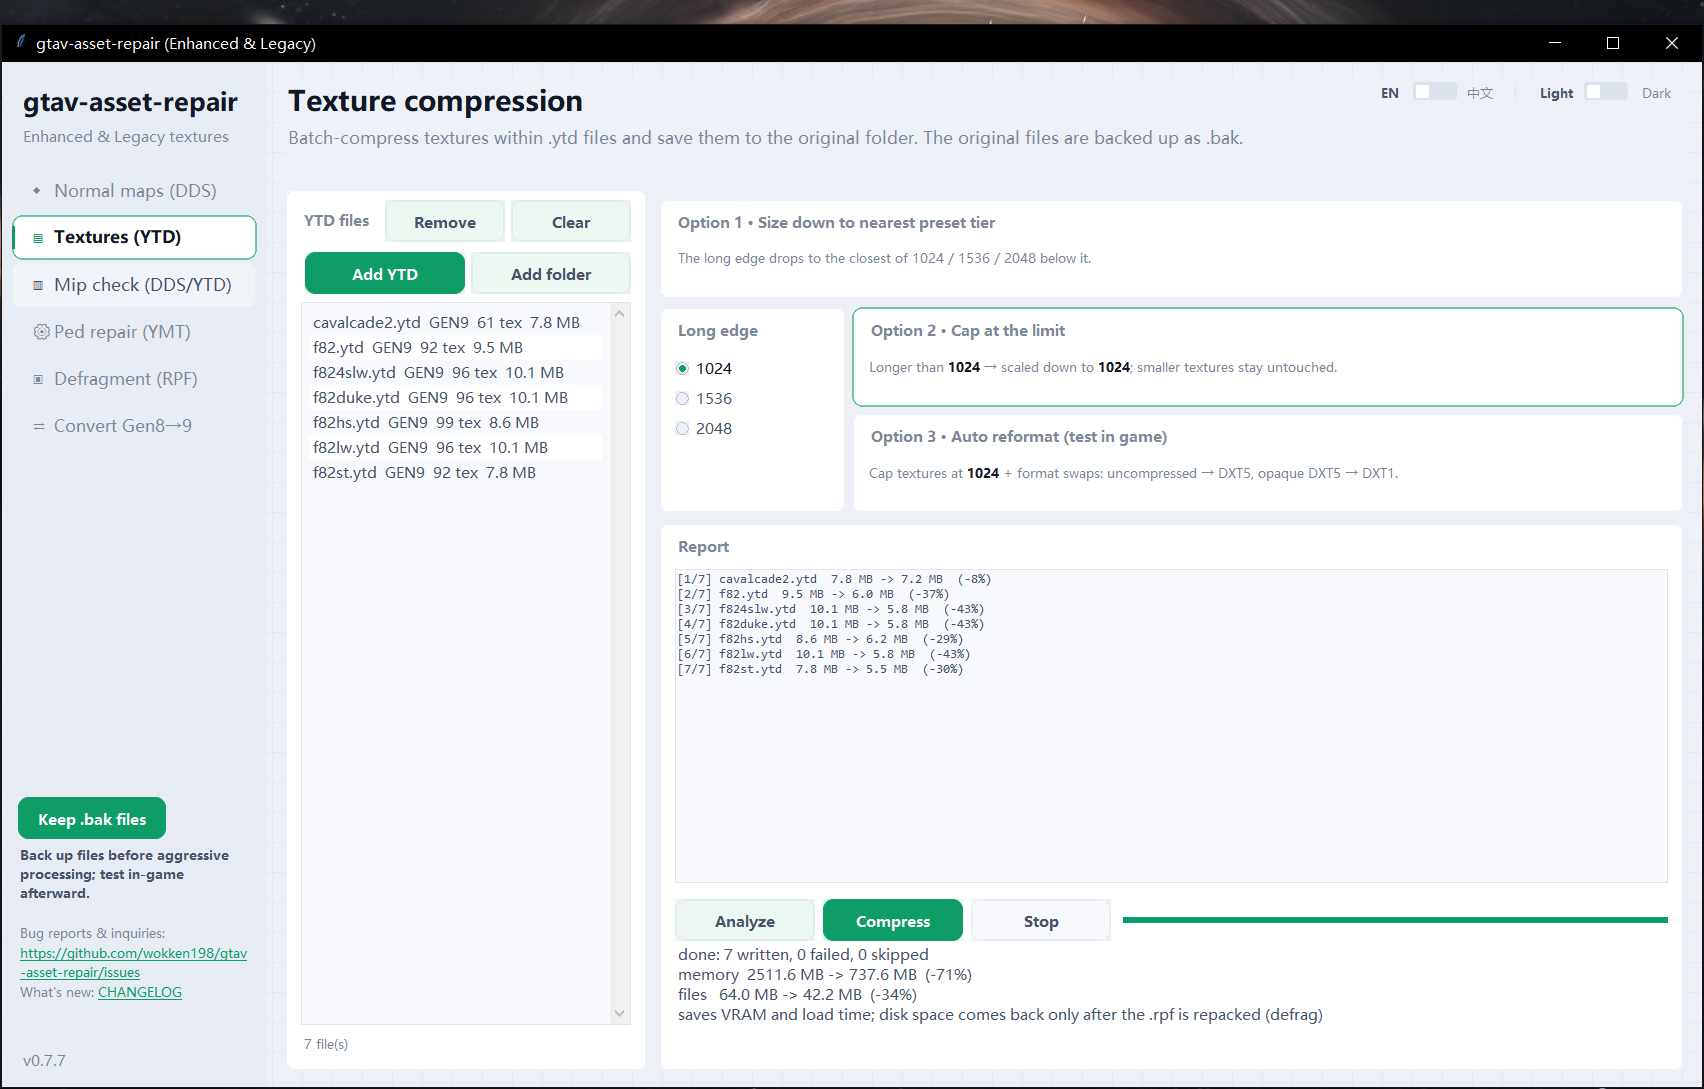 gtav-asset-repair (Enhanced & Legacy)
gtav-asset-repair
Enhanced & Legacy textures
Normal maps (DDS)
Textures (YTD)
Mip check (DDS/YTD)
Ped repair (YMT)
Defragment (RPF)
Convert Gen8→9
Keep .bak files
Back up files before aggressive
processing; test in-game
afterward.
Bug reports & inquiries:
https://github.com/wokken198/gtav
-asset-repair/issues
What's new: CHANGELOG
v0.7.7
Texture compression
Batch-compress textures within .ytd files and save them to the original folder. The original files are backed up as .bak.
EN 中文 Light Dark
YTD files Remove Clear
Add YTD Add folder
cavalcade2.ytd GEN9 61 tex 7.8 MB
f82.ytd GEN9 92 tex 9.5 MB
f824slw.ytd GEN9 96 tex 10.1 MB
f82duke.ytd GEN9 96 tex 10.1 MB
f82hs.ytd GEN9 99 tex 8.6 MB
f82lw.ytd GEN9 96 tex 10.1 MB
f82st.ytd GEN9 92 tex 7.8 MB
7 file(s)
Option 1 • Size down to nearest preset tier
The long edge drops to the closest of 1024 / 1536 / 2048 below it.
Long edge
1024
1536
2048
Option 2 • Cap at the limit
Longer than 1024 → scaled down to 1024; smaller textures stay untouched.
Option 3 • Auto reformat (test in game)
Cap textures at 1024 + format swaps: uncompressed → DXT5, opaque DXT5 → DXT1.
Report
[1/7] cavalcade2.ytd 7.8 MB -> 7.2 MB (-8%)
[2/7] f82.ytd 9.5 MB -> 6.0 MB (-37%)
[3/7] f824slw.ytd 10.1 MB -> 5.8 MB (-43%)
[4/7] f82duke.ytd 10.1 MB -> 5.8 MB (-43%)
[5/7] f82hs.ytd 8.6 MB -> 6.2 MB (-29%)
[6/7] f82lw.ytd 10.1 MB -> 5.8 MB (-43%)
[7/7] f82st.ytd 7.8 MB -> 5.5 MB (-30%)
Analyze Compress Stop
done: 7 written, 0 failed, 0 skipped
memory 2511.6 MB -> 737.6 MB (-71%)
files 64.0 MB -> 42.2 MB (-34%)
saves VRAM and load time; disk space comes back only after the .rpf is repacked (defrag)